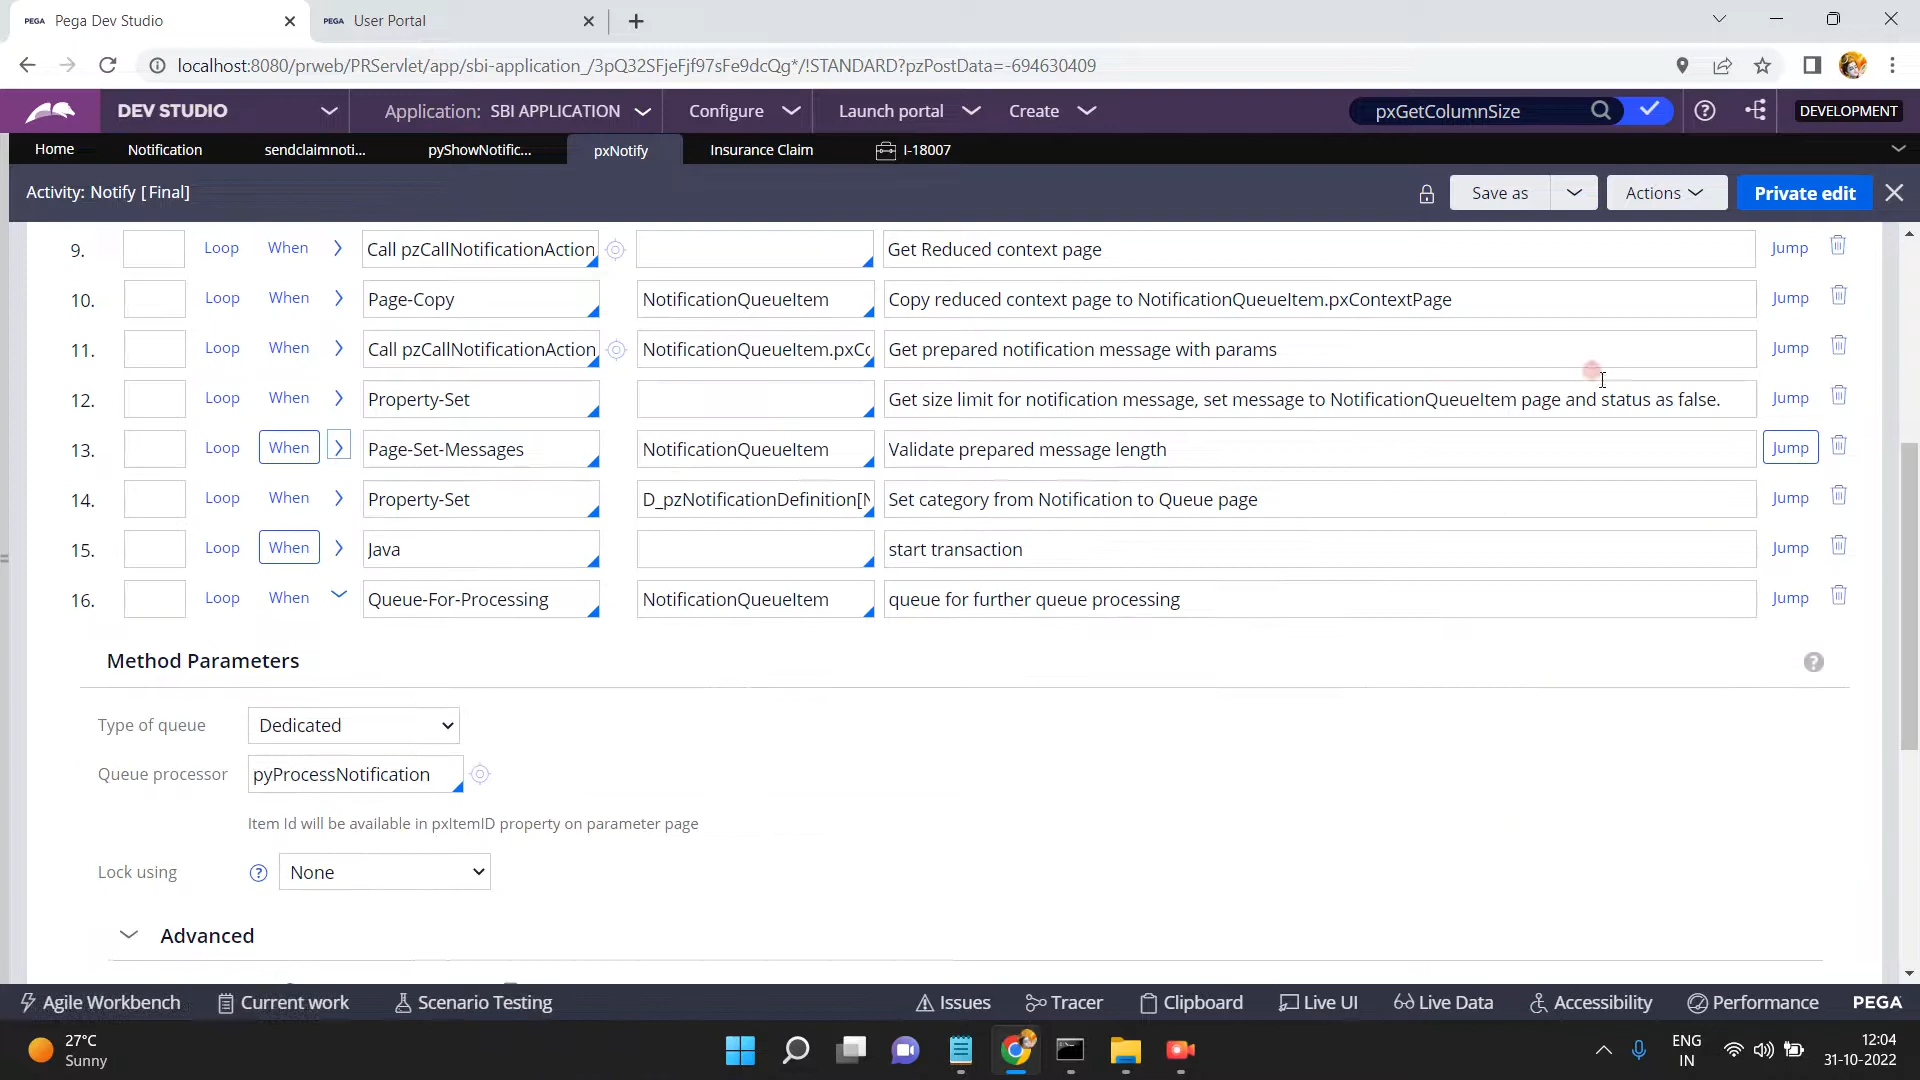 PEGA Pega Dev Studio
PEGA User Portal
localhost:8080/prweb/PRServlet/app/sbi-application_/3pQ32SFjeFjf97sFe9dcQg*/!STANDARD?pzPostData=-694630409
DEV STUDIO
Application: SBI APPLICATION
Configure
Launch portal
Create
pxGetColumnSize
DEVELOPMENT
Home
Notification
sendclaimnoti...
pyShowNotific...
pxNotify
Insurance Claim
I-18007
Activity: Notify [Final]
Save as
Actions
Private edit
9. Loop When Call pzCallNotificationAction Get Reduced context page Jump
10. Loop When Page-Copy NotificationQueueItem Copy reduced context page to NotificationQueueItem.pxContextPage Jump
11. Loop When Call pzCallNotificationAction NotificationQueueItem.pxCo Get prepared notification message with params Jump
12. Loop When Property-Set Get size limit for notification message, set message to NotificationQueueItem page and status as false. Jump
13. Loop When Page-Set-Messages NotificationQueueItem Validate prepared message length Jump
14. Loop When Property-Set D_pzNotificationDefinition[N Set category from Notification to Queue page Jump
15. Loop When Java start transaction Jump
16. Loop When Queue-For-Processing NotificationQueueItem queue for further queue processing Jump
Method Parameters
?
Type of queue Dedicated
Queue processor pyProcessNotification
Item Id will be available in pxItemID property on parameter page
Lock using ? None
Advanced
Agile Workbench
Current work
Scenario Testing
Issues
Tracer
Clipboard
Live UI
Live Data
Accessibility
Performance
PEGA
27°C
Sunny
ENG
IN
12:04
31-10-2022